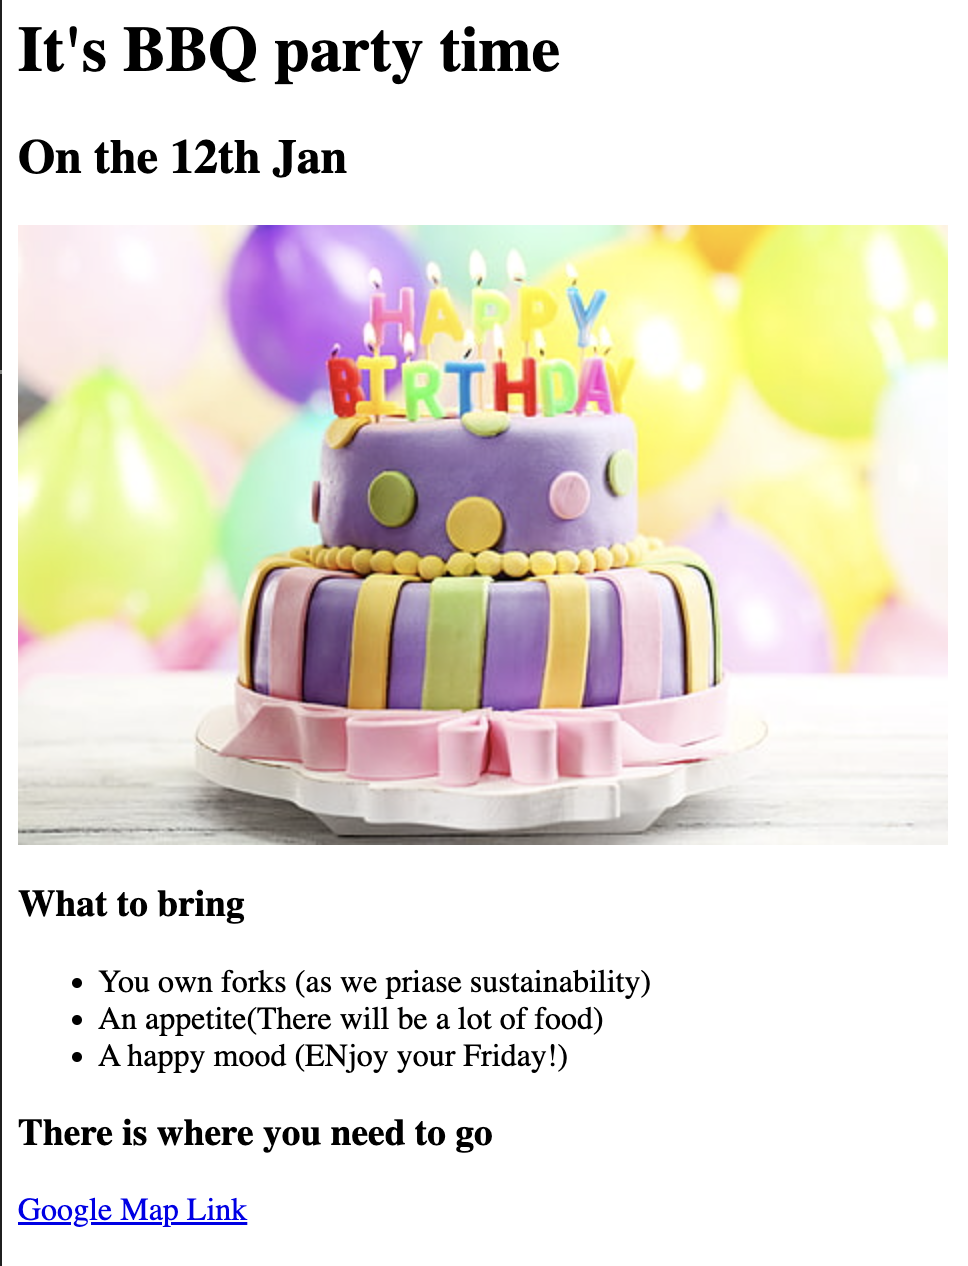 It's BBQ party time
On the 12th Jan
HAPPY
BIRTHDAY
What to bring
You own forks (as we priase sustainability)
An appetite(There will be a lot of food)
A happy mood (ENjoy your Friday!)
There is where you need to go
Google Map Link